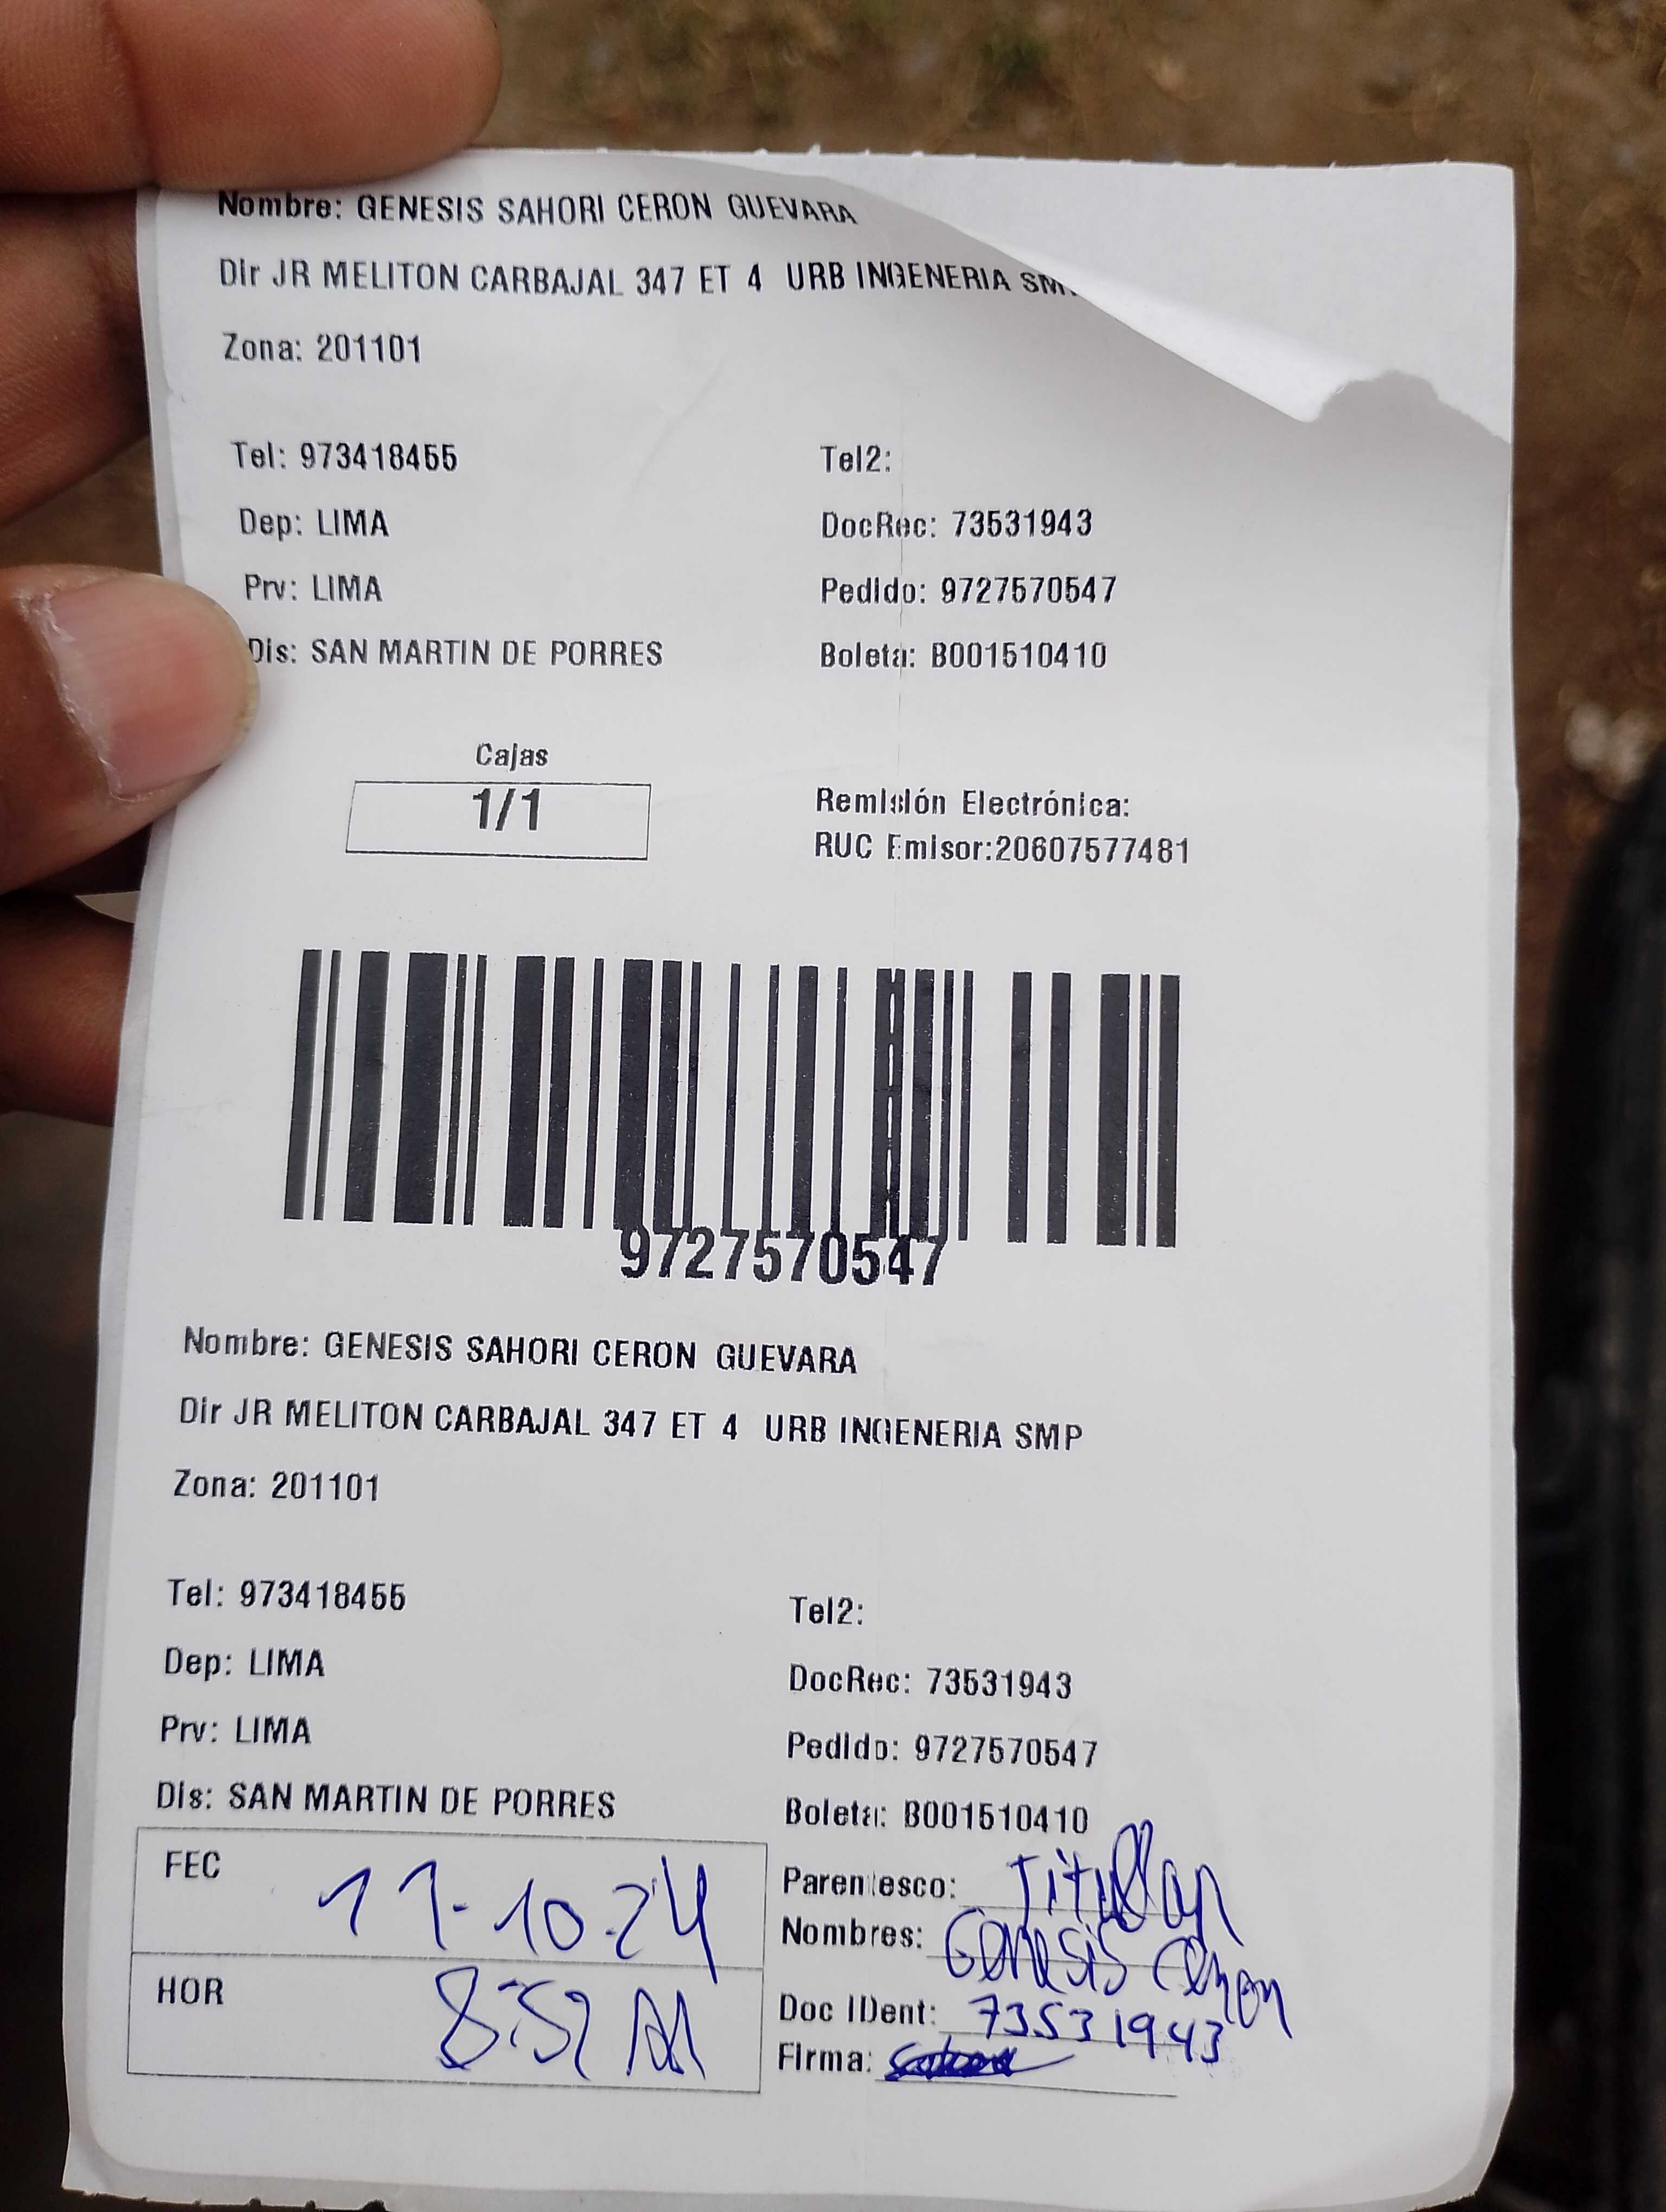 Nombre: GENESIS SAHORI CERON GUEVARA
Dir JR MELITON CARBAJAL 347 ET 4 URB INGENERIA SM
Zona: 201101
Tel: 973418455 Tel2:
Dep: LIMA DocRec: 73531943
Prv: LIMA Pedido: 9727570547
Dis: SAN MARTIN DE PORRES Boleta: B001510410
Cajas
1/1
Remisión Electrónica:
RUC Emisor:20607577481
9727570547
Nombre: GENESIS SAHORI CERON GUEVARA
Dir JR MELITON CARBAJAL 347 ET 4 URB INGENERIA SMP
Zona: 201101
Tel: 973418455 Tel2:
Dep: LIMA DocRec: 73531943
Prv: LIMA Pedido: 9727570547
Dis: SAN MARTIN DE PORRES Boleta: B001510410
FEC 11-10-24
Parentesco: Titular
Nombres: Genesis Ceron
HOR 8:52 AM
Doc IDent: 73531943
Firma: